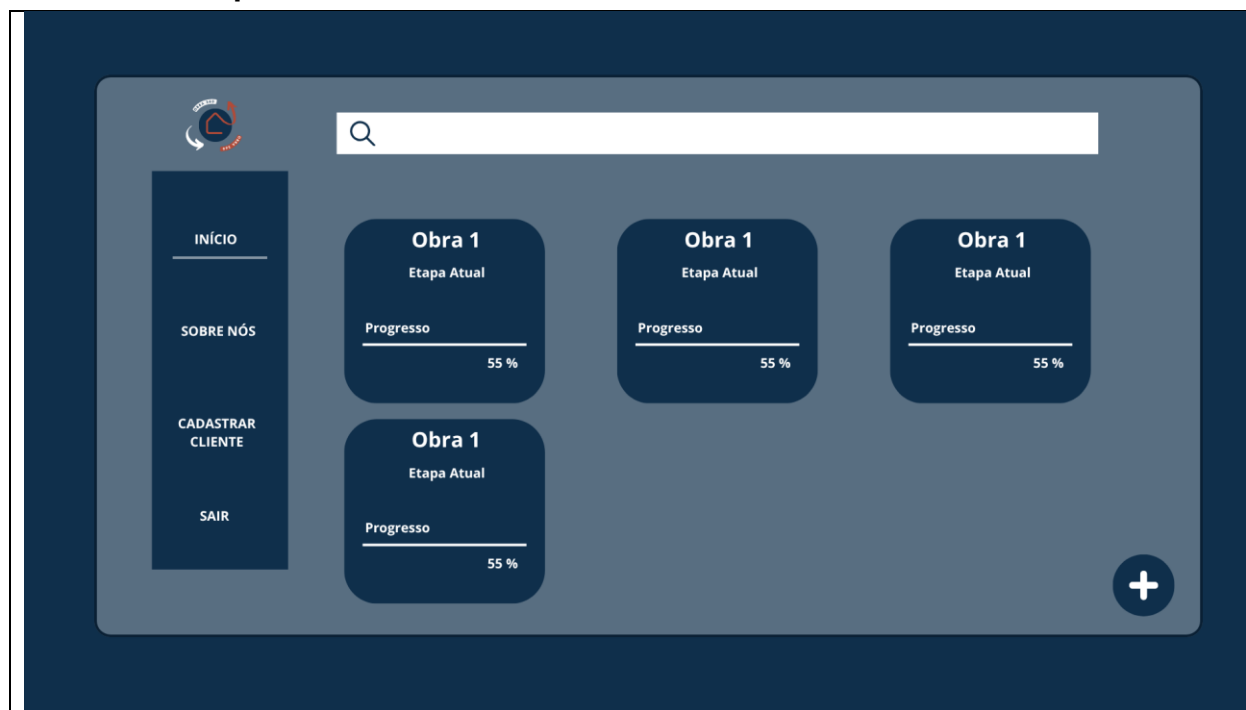 INÍCIO
SOBRE NÓS
CADASTRAR
CLIENTE
SAIR
Obra 1
Etapa Atual
Progresso
55 %
Obra 1
Etapa Atual
Progresso
55 %
Obra 1
Etapa Atual
Progresso
55 %
Obra 1
Etapa Atual
Progresso
55 %